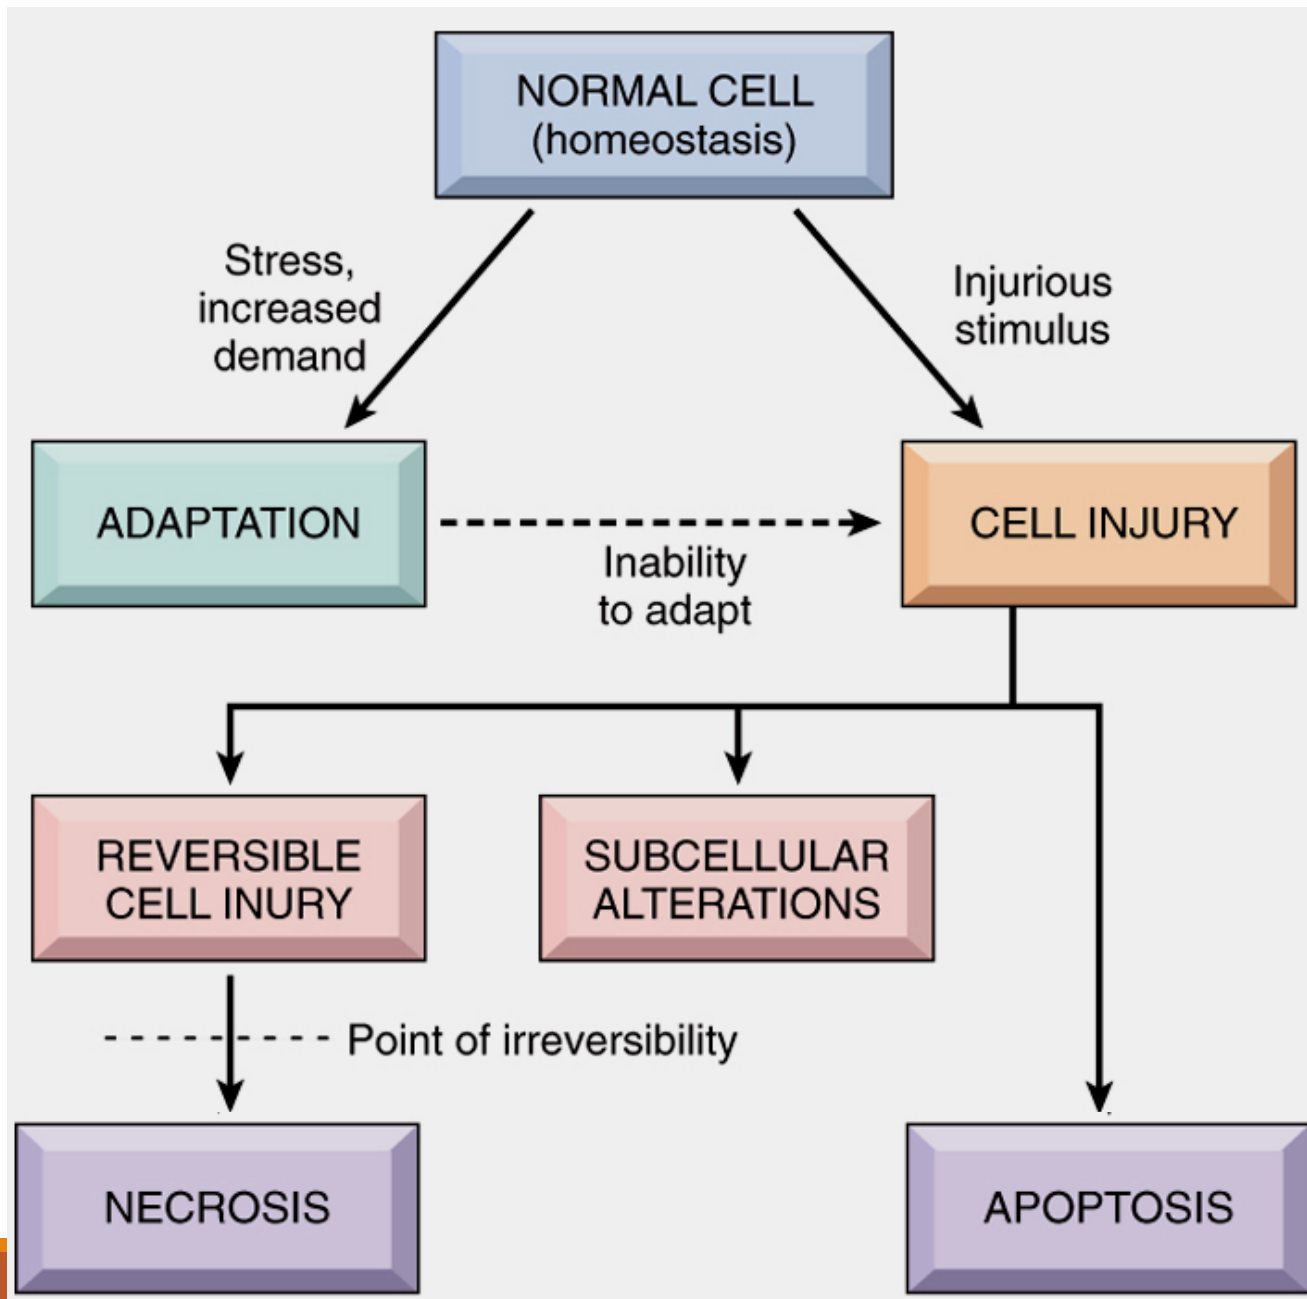 NORMAL CELL
(homeostasis)
Stress,
increased
demand
Injurious
stimulus
ADAPTATION
Inability
to adapt
CELL INJURY
REVERSIBLE
CELL INURY
SUBCELLULAR
ALTERATIONS
Point of irreversibility
NECROSIS
APOPTOSIS